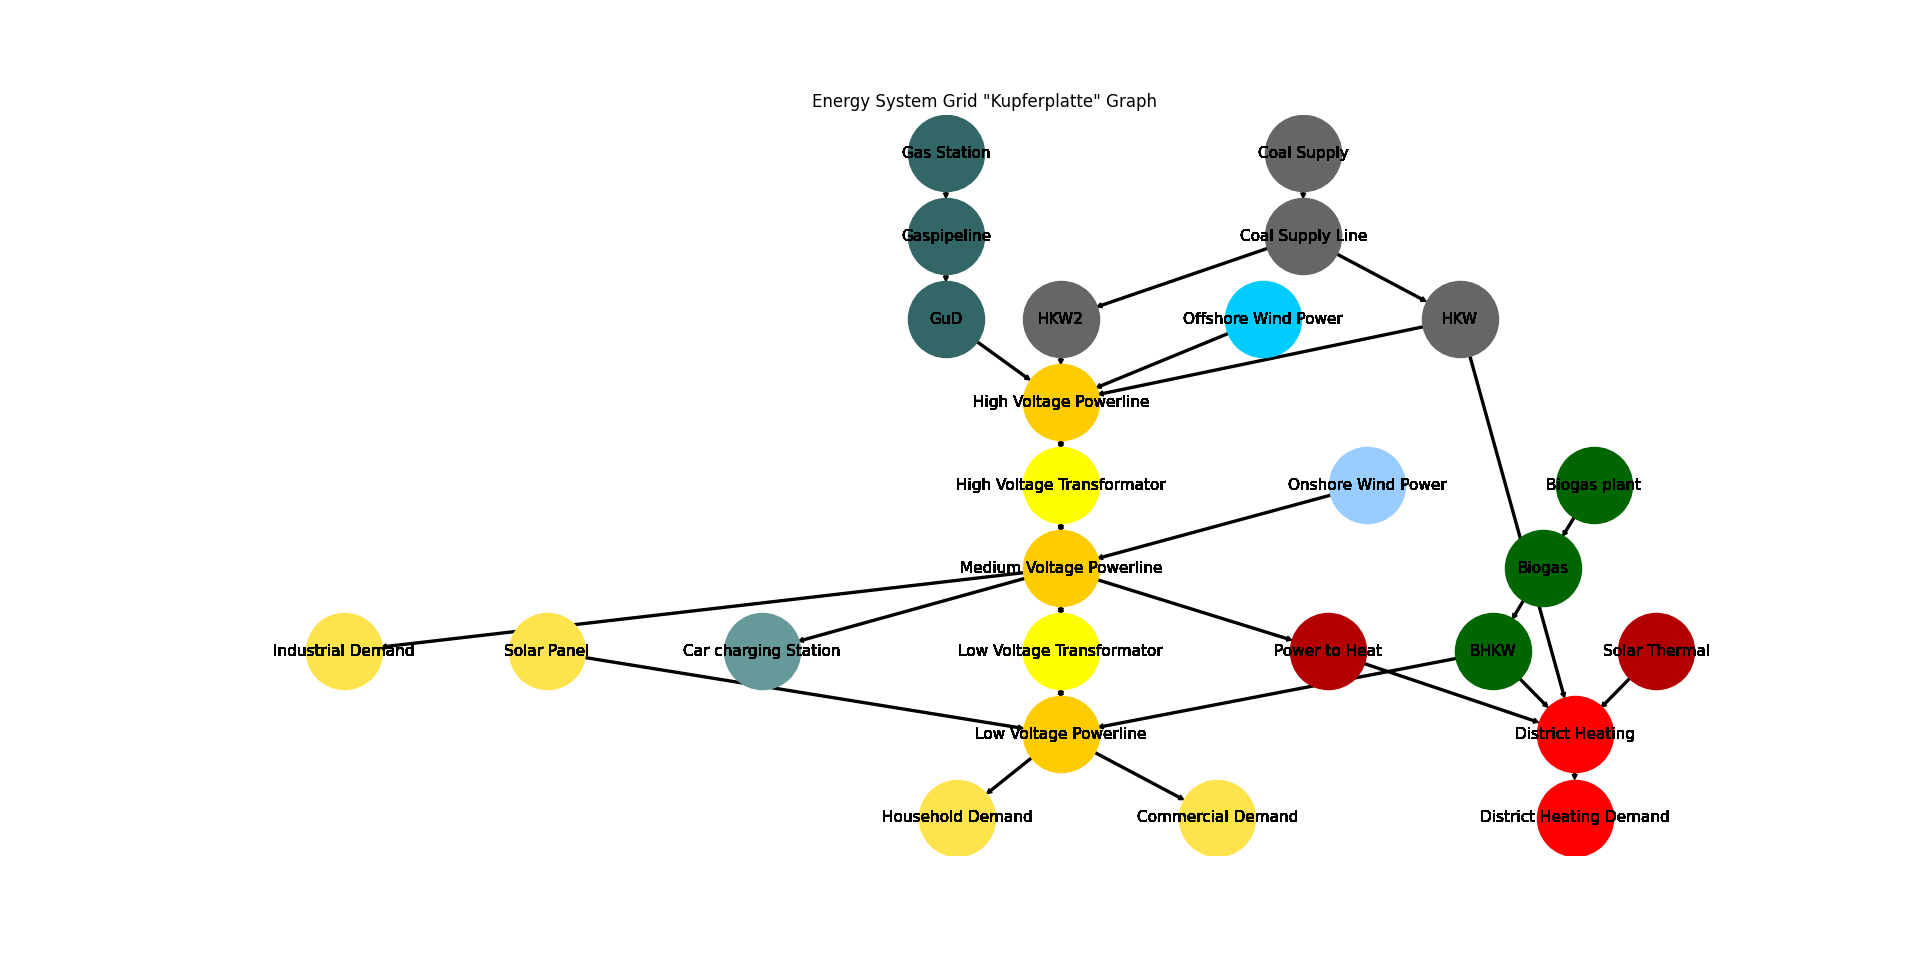 Energy System Grid "Kupferplatte" Graph
Gas Station
Coal Supply
Gaspipeline
Coal Supply Line
GuD
HKW2
Offshore Wind Power
HKW
High Voltage Powerline
High Voltage Transformator
Onshore Wind Power
Biogas plant
Medium Voltage Powerline
Biogas
Industrial Demand
Solar Panel
Car charging Station
Low Voltage Transformator
Power to Heat
BHKW
Solar Thermal
Low Voltage Powerline
District Heating
Household Demand
Commercial Demand
District Heating Demand